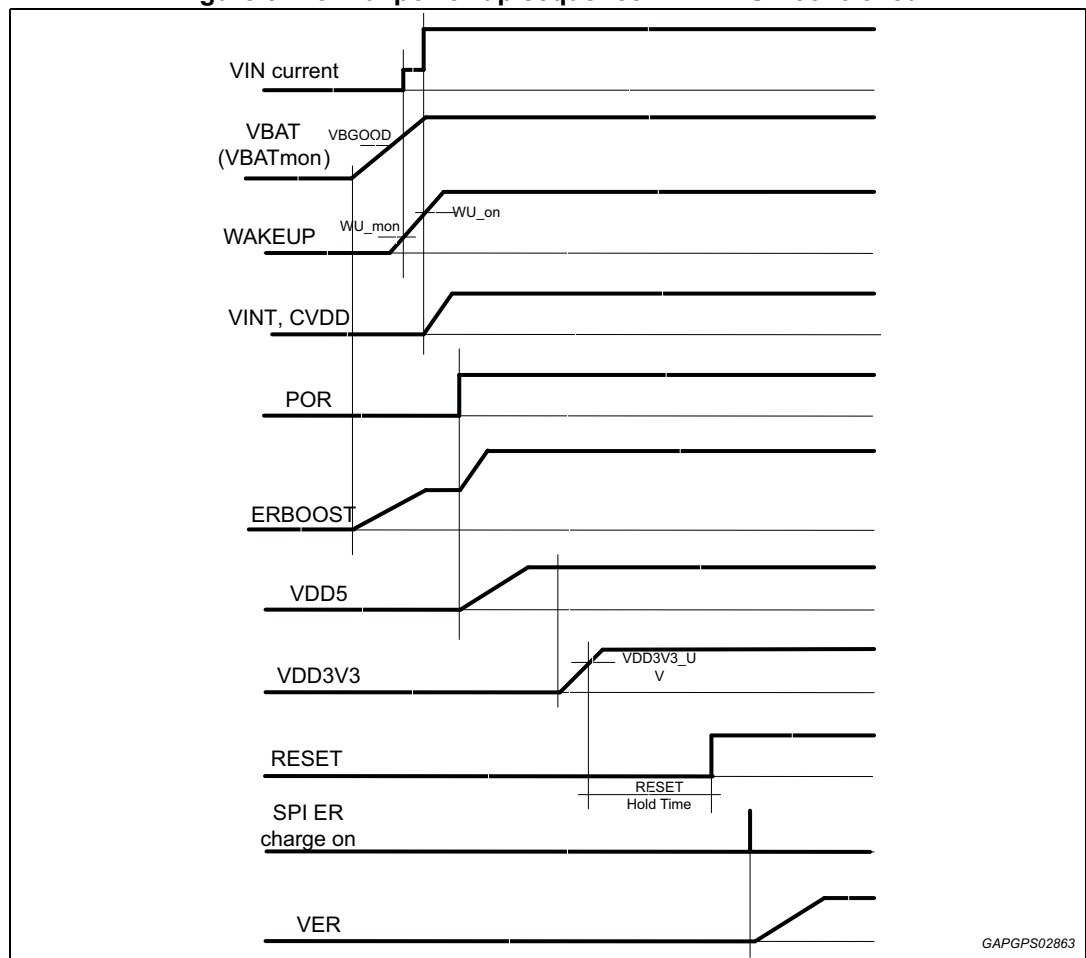 VIN current
VBAT
(VBATmon)
VBGOOD
WAKEUP
WU_mon
WU_on
VINT, CVDD
POR
ERBOOST
VDD5
VDD3V3
VDD3V3_U
V
RESET
RESET
Hold Time
SPI ER
charge on
VER
GAPGPS02863